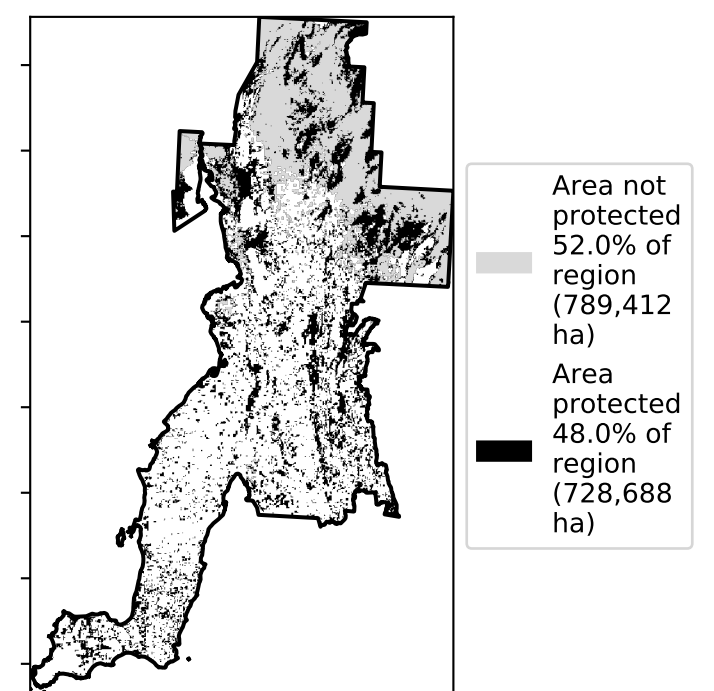 Area not
protected
52.0% of
region
(789,412
ha)
Area
protected
48.0% of
region
(728,688
ha)